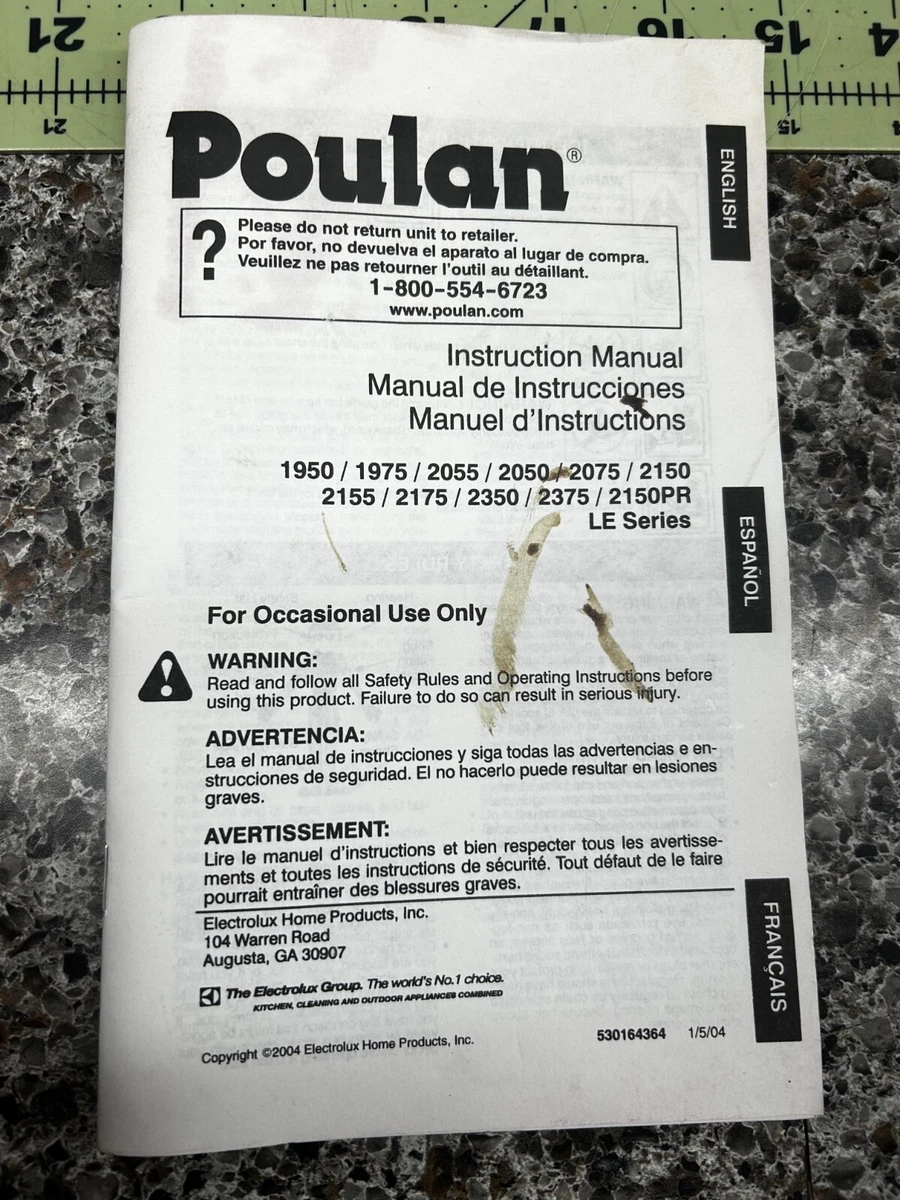 21
17
16
15
4
21
15
Poulan®
ENGLISH
?
Please do not return unit to retailer.
Por favor, no devuelva el aparato al lugar de compra.
Veuillez ne pas retourner l'outil au détaillant.
1-800-554-6723
www.poulan.com
Instruction Manual
Manual de Instrucciones
Manuel d'Instructions
1950 / 1975 / 2055 / 2050 / 2075 / 2150
2155 / 2175 / 2350 / 2375 / 2150PR
LE Series
ESPAÑOL
For Occasional Use Only
WARNING:
Read and follow all Safety Rules and Operating Instructions before
using this product. Failure to do so can result in serious injury.
ADVERTENCIA:
Lea el manual de instrucciones y siga todas las advertencias e en-
strucciones de seguridad. El no hacerlo puede resultar en lesiones
graves.
AVERTISSEMENT:
Lire le manuel d'instructions et bien respecter tous les avertisse-
ments et toutes les instructions de sécurité. Tout défaut de le faire
pourrait entraîner des blessures graves.
FRANÇAIS
Electrolux Home Products, Inc.
104 Warren Road
Augusta, GA 30907
The Electrolux Group. The world's No.1 choice.
KITCHEN, CLEANING AND OUTDOOR APPLIANCES COMBINED
Copyright ©2004 Electrolux Home Products, Inc.
530164364 1/5/04